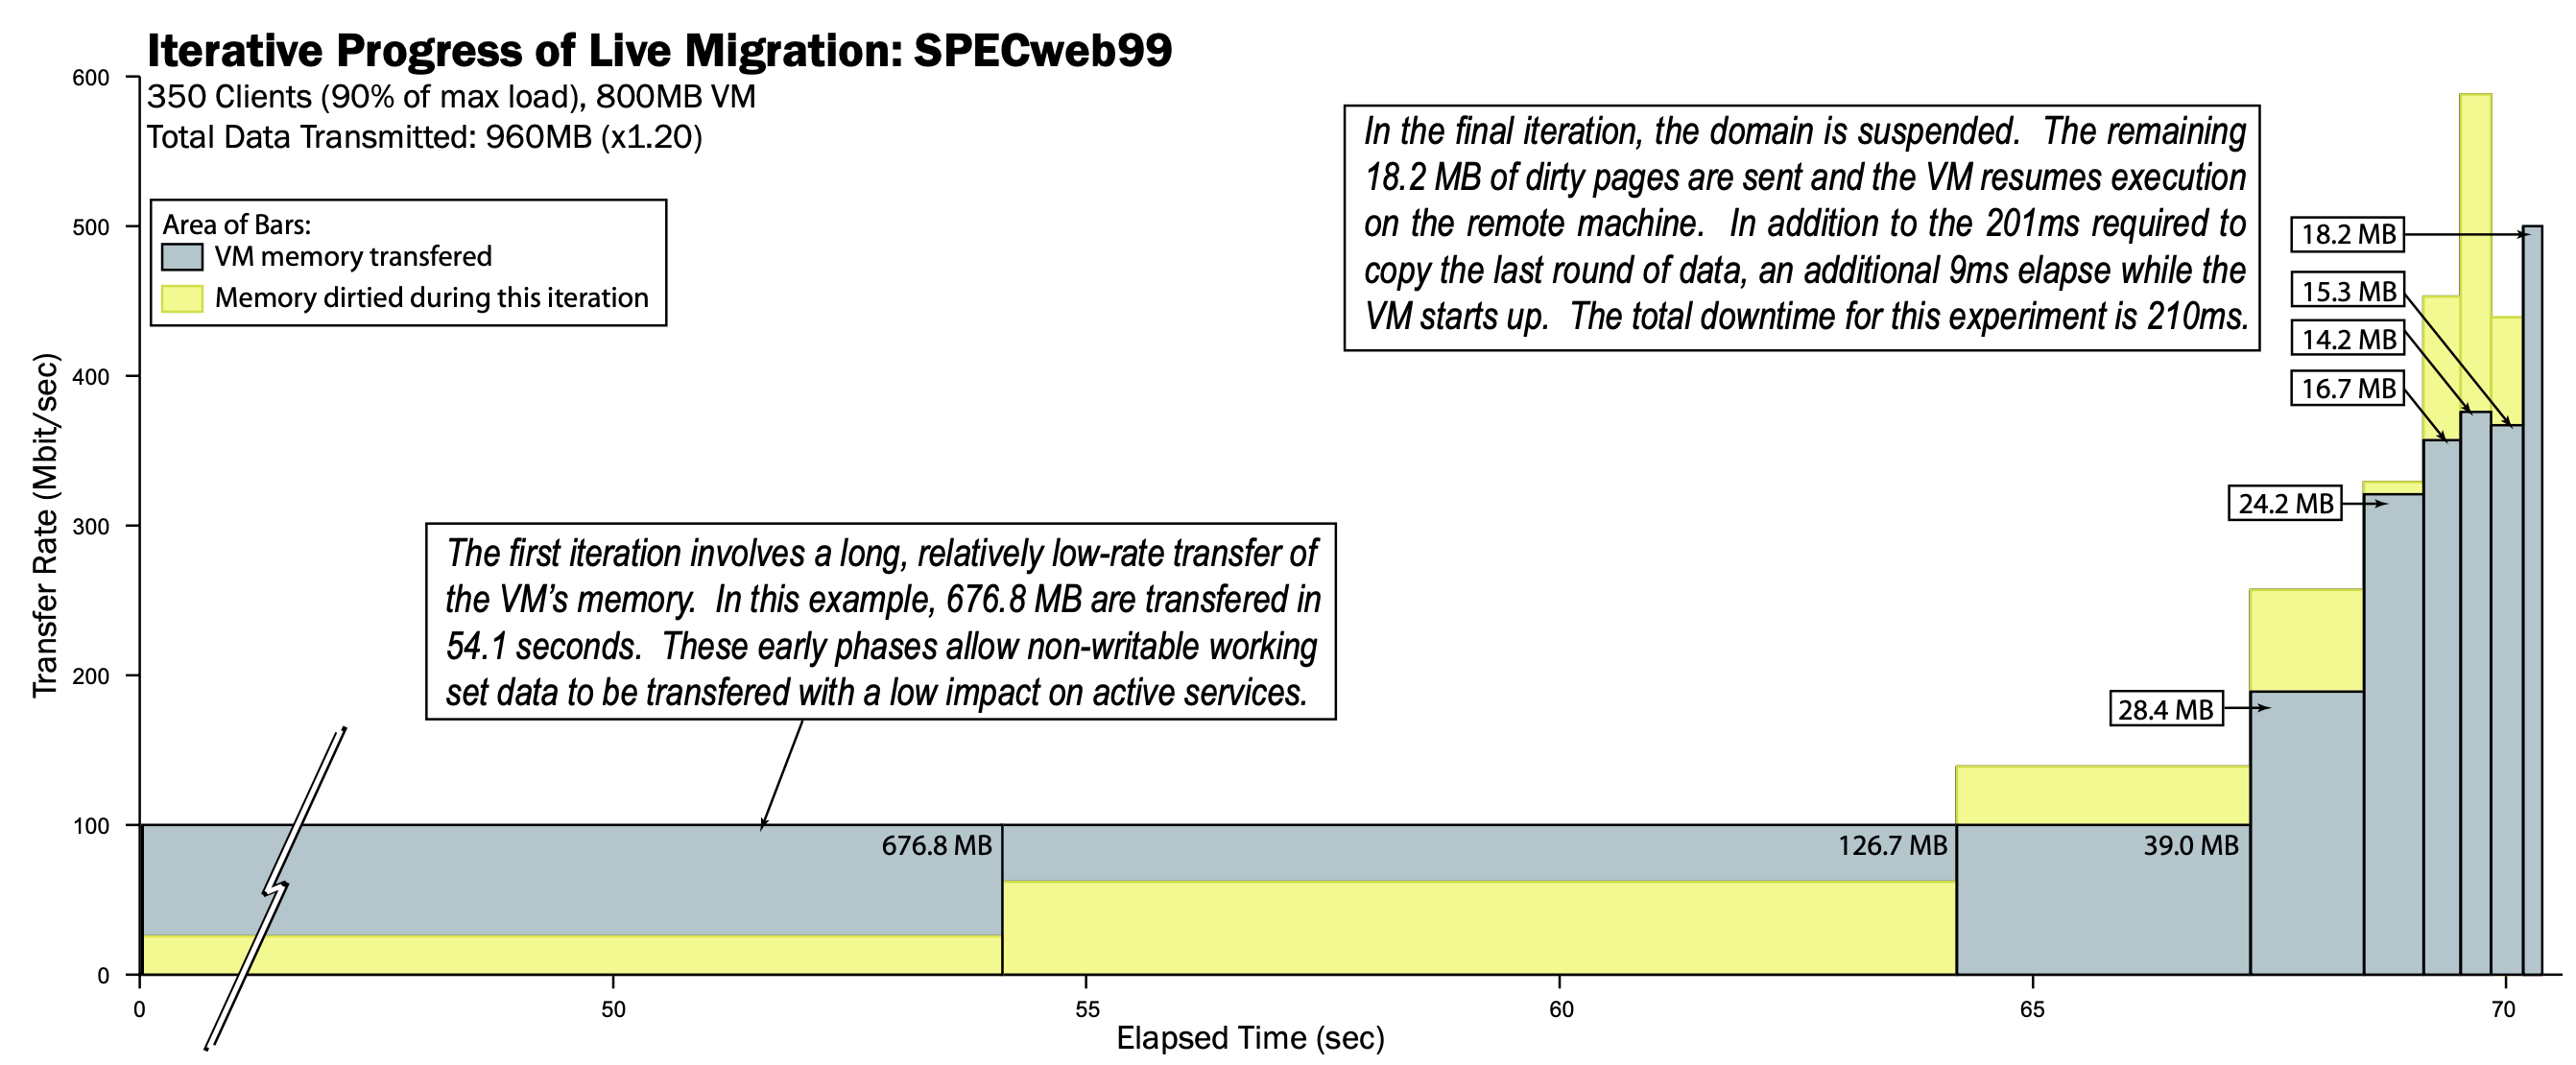 Iterative Progress of Live Migration: SPECweb99
350 Clients (90% of max load), 800MB VM
Total Data Transmitted: 960MB (x1.20)
Area of Bars:
VM memory transfered
Memory dirtied during this iteration
In the final iteration, the domain is suspended. The remaining
18.2 MB of dirty pages are sent and the VM resumes execution
on the remote machine. In addition to the 201ms required to
copy the last round of data, an additional 9ms elapse while the
VM starts up. The total downtime for this experiment is 210ms.
The first iteration involves a long, relatively low-rate transfer of
the VM's memory. In this example, 676.8 MB are transfered in
54.1 seconds. These early phases allow non-writable working
set data to be transfered with a low impact on active services.
18.2 MB
15.3 MB
14.2 MB
16.7 MB
24.2 MB
28.4 MB
676.8 MB
126.7 MB
39.0 MB
Transfer Rate (Mbit/sec)
600
500
400
300
200
100
0
0
50
55
60
65
70
Elapsed Time (sec)